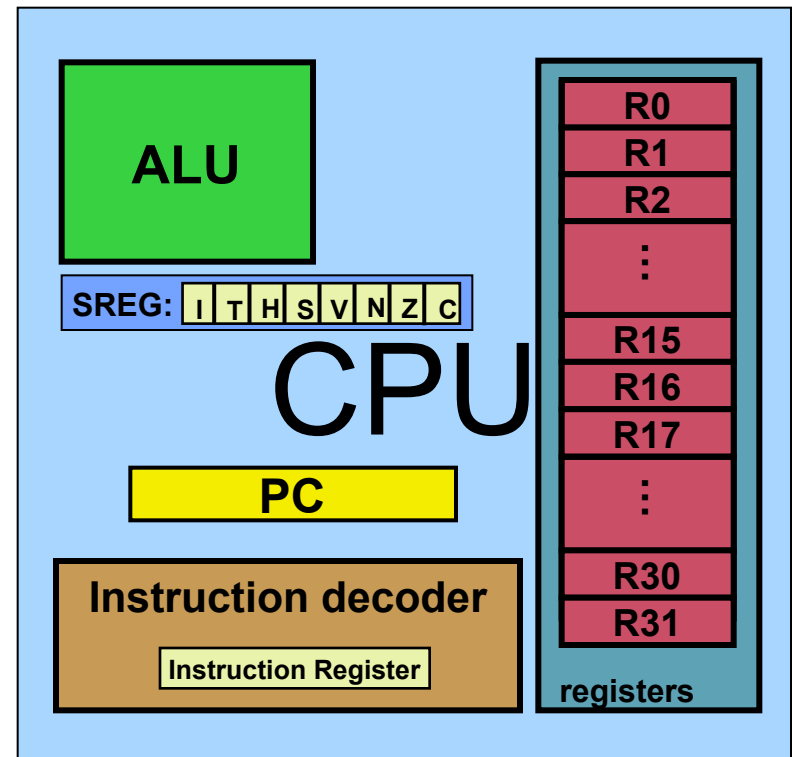 ALU
SREG: I T H S V N Z C
CPU
PC
Instruction decoder
Instruction Register
R0
R1
R2
⋮
R15
R16
R17
⋮
R30
R31
registers